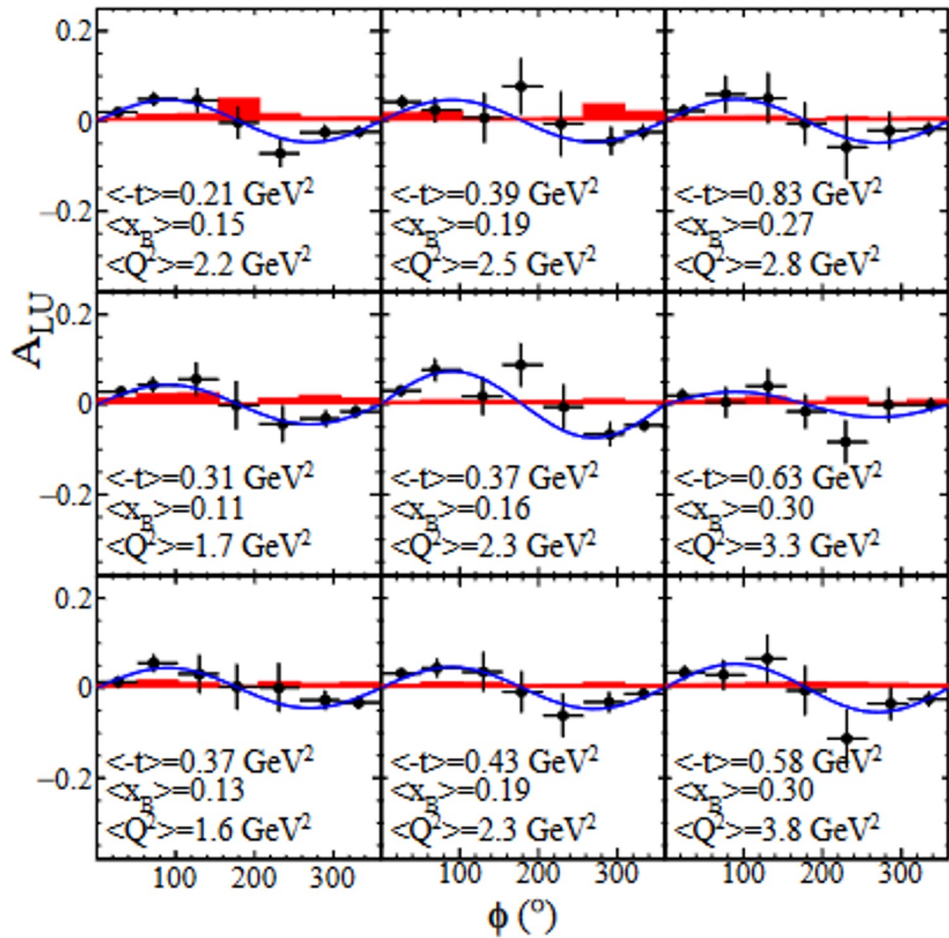 0.2
0
−0.2
<-t>=0.21 GeV²
<x_B>=0.15
<Q²>=2.2 GeV²
<-t>=0.39 GeV²
<x_B>=0.19
<Q²>=2.5 GeV²
<-t>=0.83 GeV²
<x_B>=0.27
<Q²>=2.8 GeV²
A_LU
0.2
0
−0.2
<-t>=0.31 GeV²
<x_B>=0.11
<Q²>=1.7 GeV²
<-t>=0.37 GeV²
<x_B>=0.16
<Q²>=2.3 GeV²
<-t>=0.63 GeV²
<x_B>=0.30
<Q²>=3.3 GeV²
0.2
0
−0.2
<-t>=0.37 GeV²
<x_B>=0.13
<Q²>=1.6 GeV²
<-t>=0.43 GeV²
<x_B>=0.19
<Q²>=2.3 GeV²
<-t>=0.58 GeV²
<x_B>=0.30
<Q²>=3.8 GeV²
100 200 300 100 200 300 100 200 300
ϕ (°)